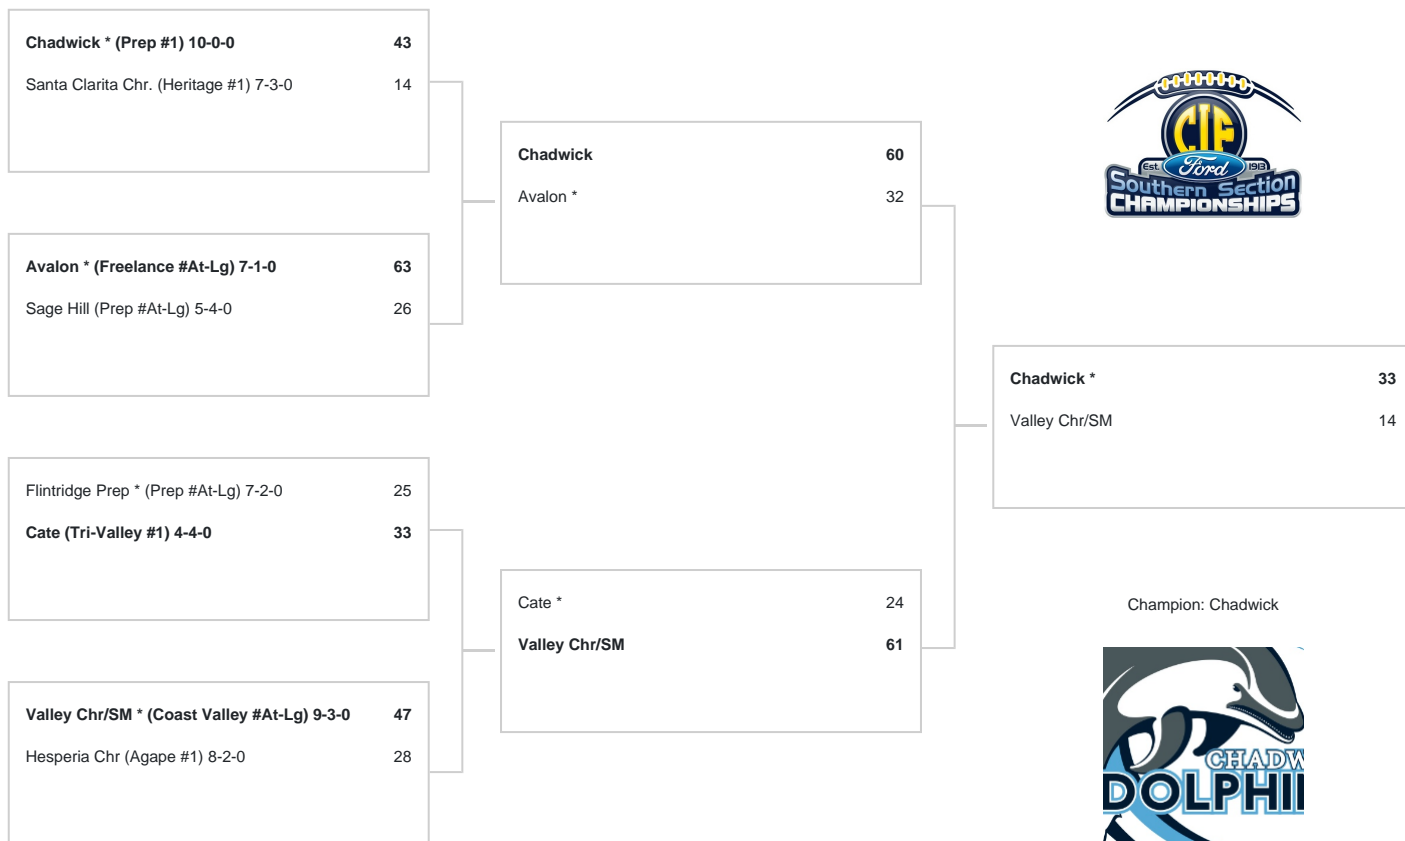 Chadwick * (Prep #1) 10-0-0 43
Santa Clarita Chr. (Heritage #1) 7-3-0 14
Avalon * (Freelance #At-Lg) 7-1-0 63
Sage Hill (Prep #At-Lg) 5-4-0 26
Flintridge Prep * (Prep #At-Lg) 7-2-0 25
Cate (Tri-Valley #1) 4-4-0 33
Valley Chr/SM * (Coast Valley #At-Lg) 9-3-0 47
Hesperia Chr (Agape #1) 8-2-0 28
Chadwick 60
Avalon * 32
Cate * 24
Valley Chr/SM 61
CIF
Est. Ford 1913
Southern Section
CHAMPIONSHIPS
Chadwick * 33
Valley Chr/SM 14
Champion: Chadwick
CHADW
DOLPHI